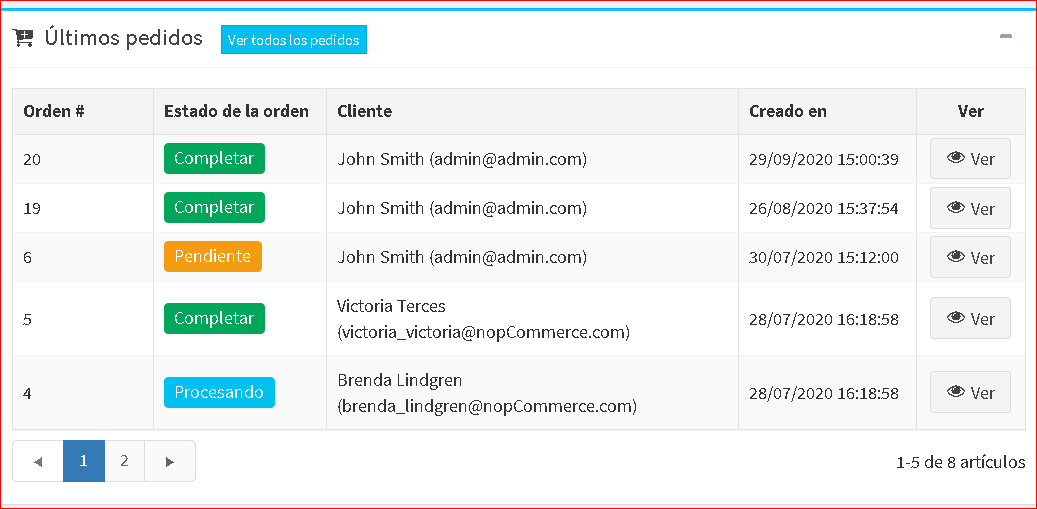 Últimos pedidos Ver todos los pedidos
Orden # Estado de la orden Cliente Creado en Ver
20 Completar John Smith (admin@admin.com) 29/09/2020 15:00:39 Ver
19 Completar John Smith (admin@admin.com) 26/08/2020 15:37:54 Ver
6 Pendiente John Smith (admin@admin.com) 30/07/2020 15:12:00 Ver
Victoria Terces
5 Completar (victoria_victoria@nopCommerce.com) 28/07/2020 16:18:58 Ver
Brenda Lindgren
4 Procesando (brenda_lindgren@nopCommerce.com) 28/07/2020 16:18:58 Ver
1 2 1-5 de 8 artículos